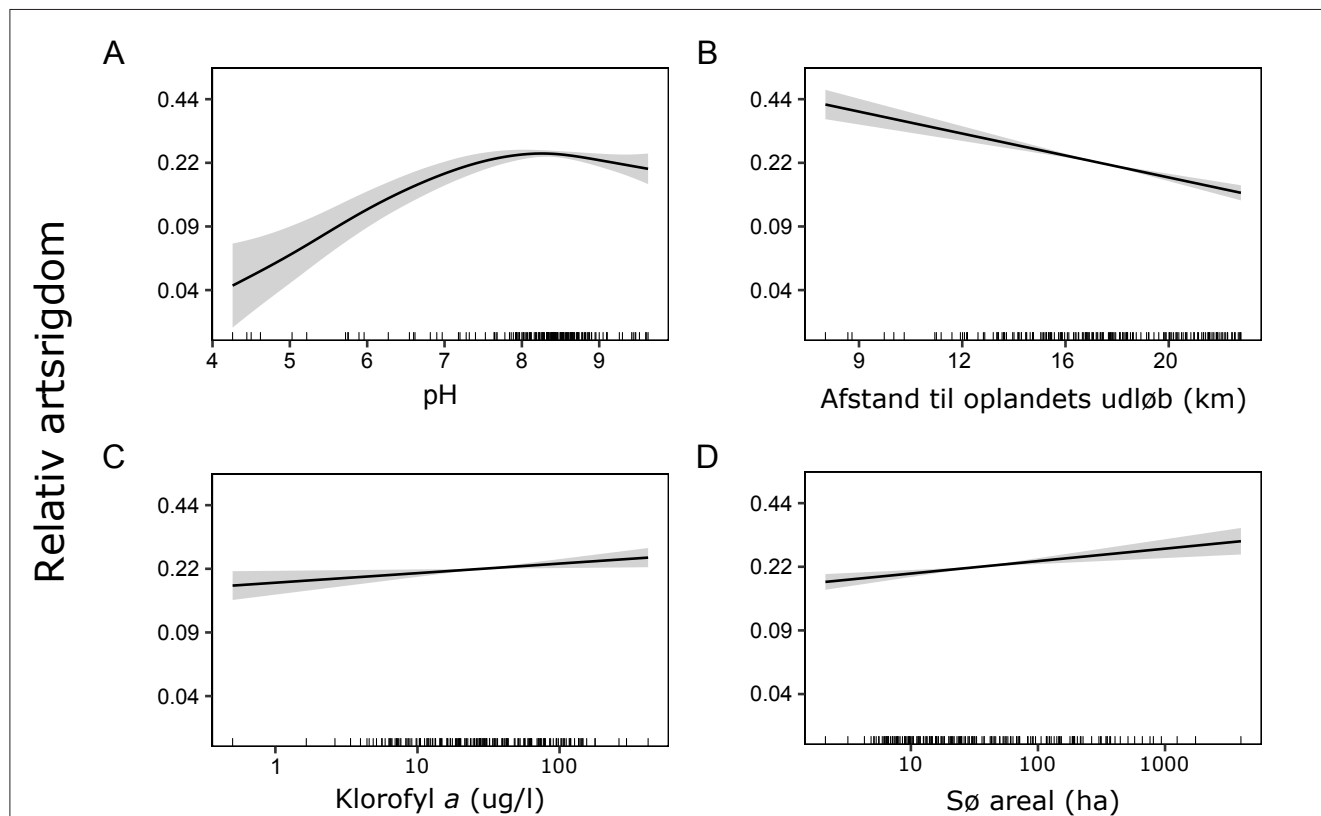 Relativ artsrigdom
A
0.44
0.22
0.09
0.04
4 5 6 7 8 9
pH
B
0.44
0.22
0.09
0.04
9 12 16 20
Afstand til oplandets udløb (km)
C
0.44
0.22
0.09
0.04
1 10 100
Klorofyl a (ug/l)
D
0.44
0.22
0.09
0.04
10 100 1000
Sø areal (ha)